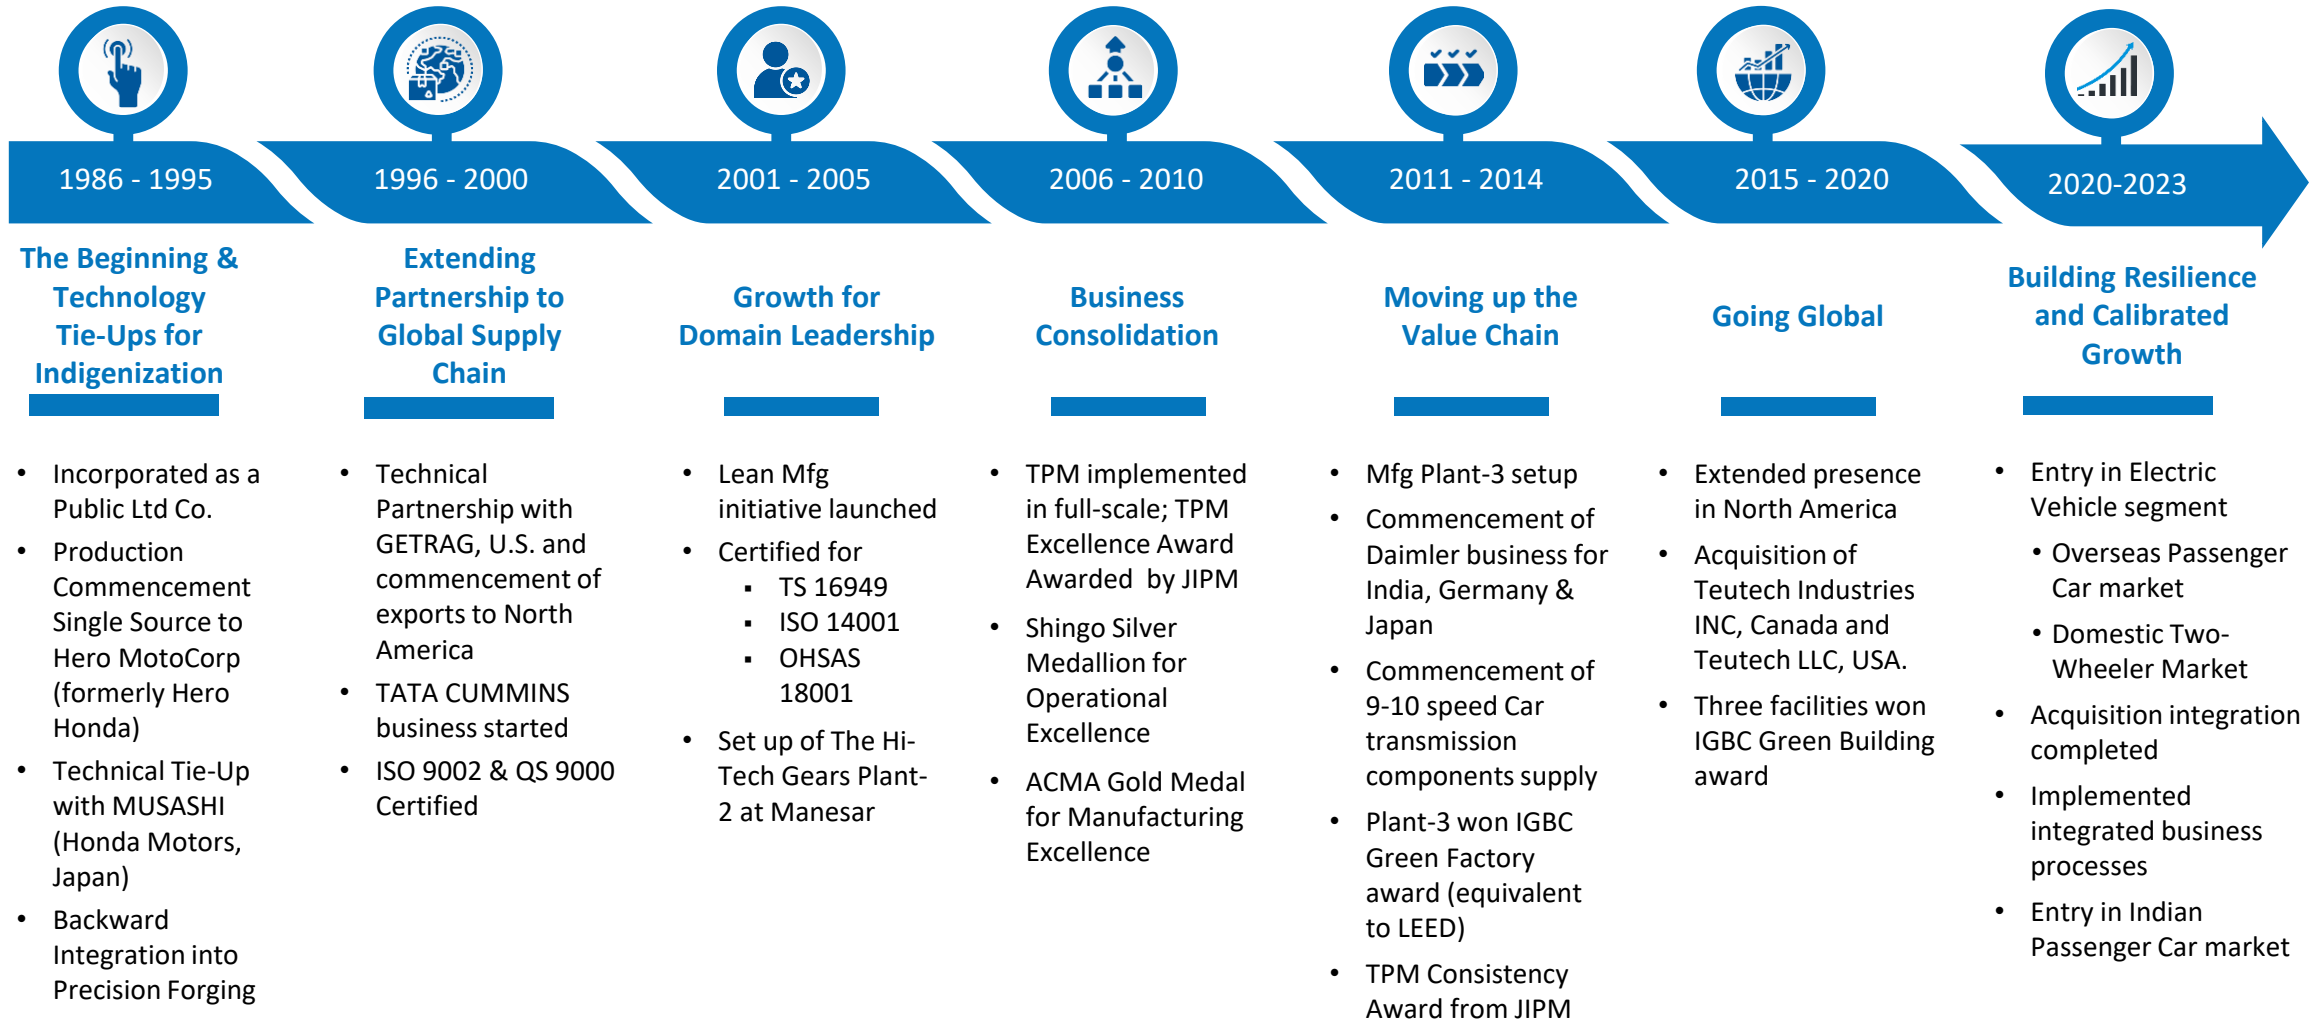 1986 - 1995
The Beginning &
Technology
Tie-Ups for
Indigenization
• Incorporated as a
Public Ltd Co.
• Production
Commencement
Single Source to
Hero MotoCorp
(formerly Hero
Honda)
• Technical Tie-Up
with MUSASHI
(Honda Motors,
Japan)
• Backward
Integration into
Precision Forging
1996 - 2000
Extending
Partnership to
Global Supply
Chain
• Technical
Partnership with
GETRAG, U.S. and
commencement of
exports to North
America
• TATA CUMMINS
business started
• ISO 9002 & QS 9000
Certified
2001 - 2005
Growth for
Domain Leadership
• Lean Mfg
initiative launched
• Certified for
▪ TS 16949
▪ ISO 14001
▪ OHSAS
18001
• Set up of The Hi-
Tech Gears Plant-
2 at Manesar
2006 - 2010
Business
Consolidation
• TPM implemented
in full-scale; TPM
Excellence Award
Awarded by JIPM
• Shingo Silver
Medallion for
Operational
Excellence
• ACMA Gold Medal
for Manufacturing
Excellence
2011 - 2014
Moving up the
Value Chain
• Mfg Plant-3 setup
• Commencement of
Daimler business for
India, Germany &
Japan
• Commencement of
9-10 speed Car
transmission
components supply
• Plant-3 won IGBC
Green Factory
award (equivalent
to LEED)
• TPM Consistency
Award from JIPM
2015 - 2020
Going Global
• Extended presence
in North America
• Acquisition of
Teutech Industries
INC, Canada and
Teutech LLC, USA.
• Three facilities won
IGBC Green Building
award
2020-2023
Building Resilience
and Calibrated
Growth
• Entry in Electric
Vehicle segment
• Overseas Passenger
Car market
• Domestic Two-
Wheeler Market
• Acquisition integration
completed
• Implemented
integrated business
processes
• Entry in Indian
Passenger Car market